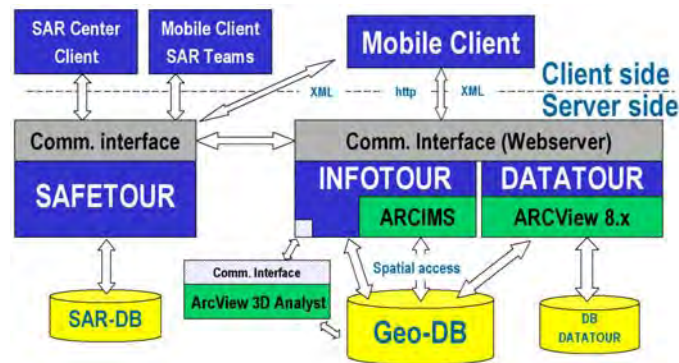 SAR Center
Client
Mobile Client
SAR Teams
Mobile Client
XML
http
XML
Client side
Server side
Comm. interface
Comm. Interface (Webserver)
SAFETOUR
INFOTOUR
DATATOUR
ARCIMS
ARCView 8.x
Comm. Interface
Spatial access
ArcView 3D Analyst
SAR-DB
Geo-DB
DB
DATATOUR